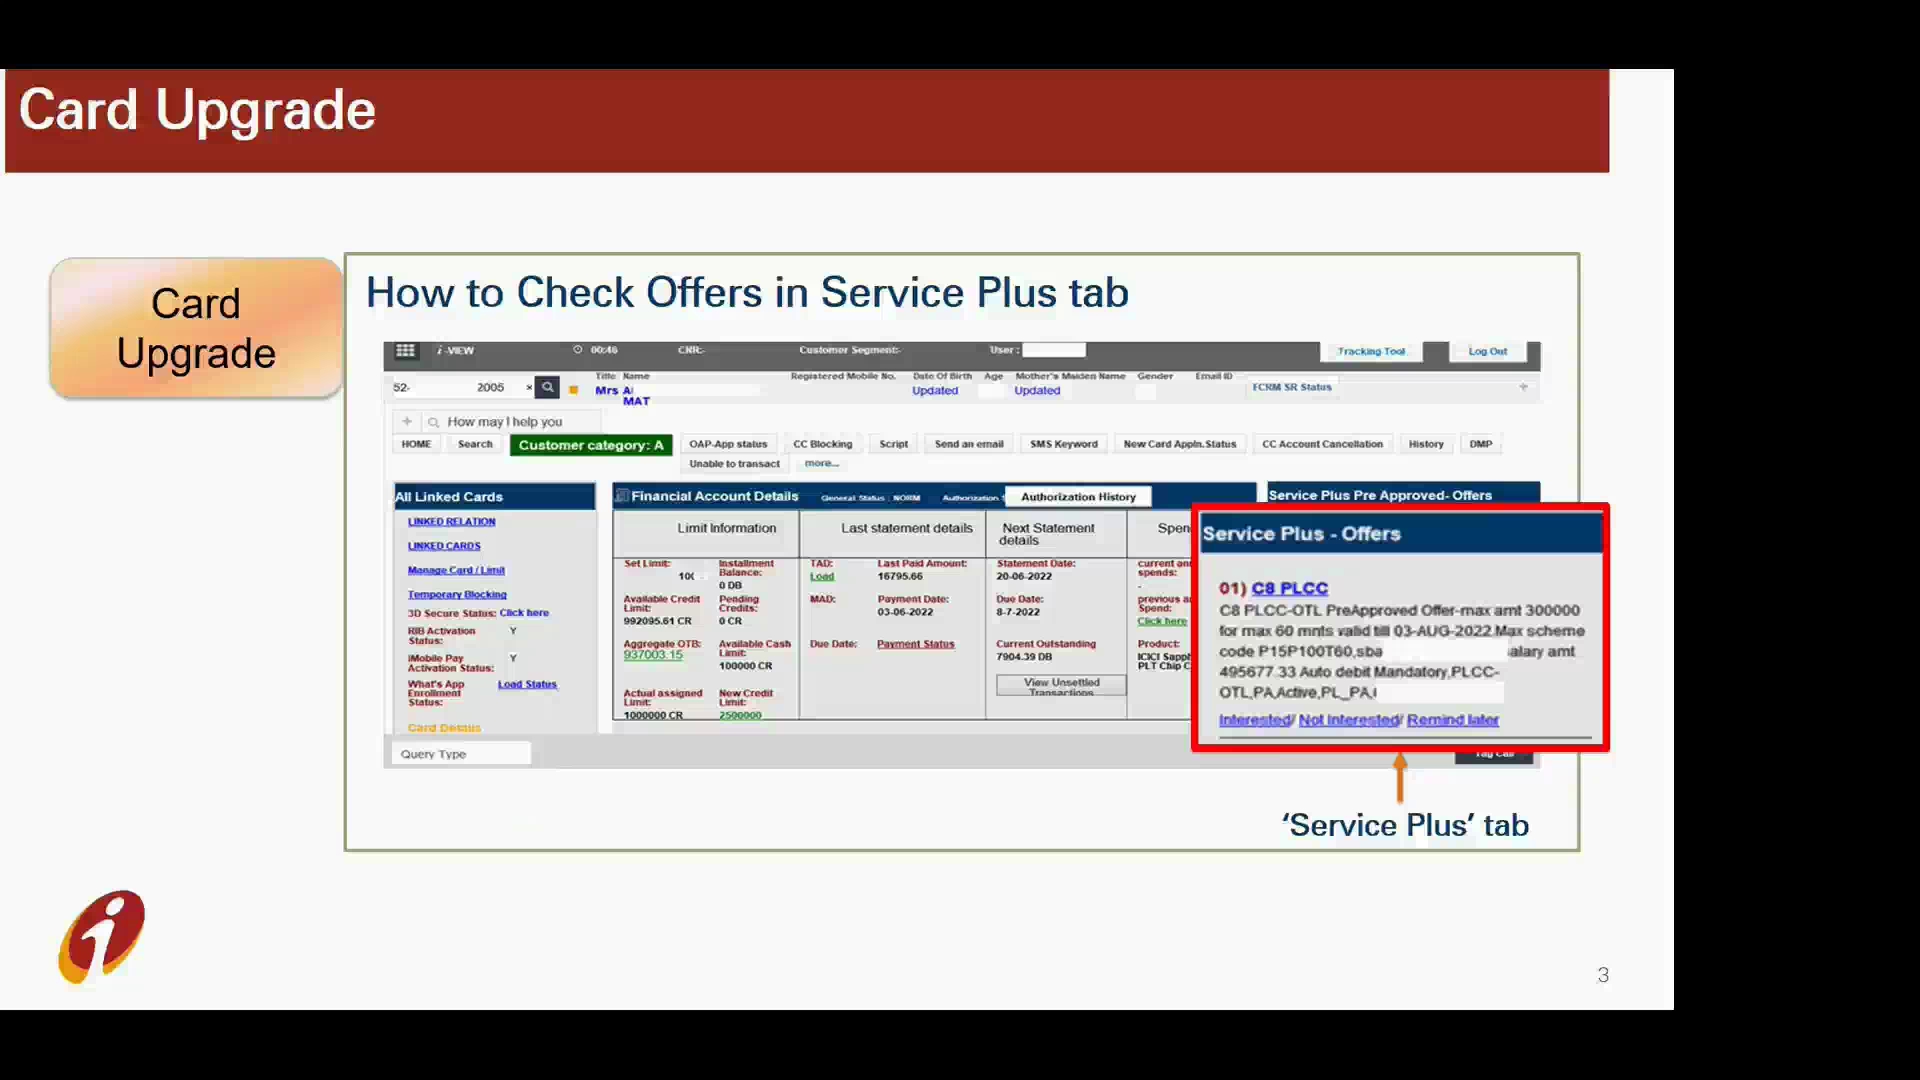 Card Upgrade
Card
Upgrade
How to Check Offers in Service Plus tab
i-VIEW 00:46 CNR:- Customer Segment:- User : Tracking Tool Log Out
Title Name Registered Mobile No. Date Of Birth Age Mother's Maiden Name Gender Email ID
52- 2005 × Mrs A Updated Updated FCRM SR Status +
MAT
+ How may I help you
HOME Search Customer category: A OAP-App status CC Blocking Script Send an email SMS Keyword New Card Appln.Status CC Account Cancellation History DMP
Unable to transact more...
All Linked Cards
LINKED RELATION
LINKED CARDS
Manage Card / Limit
Temporary Blocking
3D Secure Status: Click here
RIB Activation Status: Y
iMobile Pay Activation Status: Y
What's App Enrollment Status: Load Status
Card Details
Query Type
Financial Account Details General Status : NORM Authorization Authorization History
Limit Information
Set Limit:
10
Installment Balance:
0 DB
Available Credit Limit:
992095.61 CR
Pending Credits:
0 CR
Aggregate OTB:
937003.15
Available Cash Limit:
100000 CR
Actual assigned Limit:
1000000 CR
New Credit Limit:
2500000
Last statement details
TAD:
Load
Last Paid Amount:
16795.66
MAD:
Payment Date:
03-06-2022
Due Date:
Payment Status
Next Statement
details
Statement Date:
20-06-2022
Due Date:
8-7-2022
Current Outstanding
7904.39 DB
View Unsettled
Transactions
Spen
current an
spends:
-
previous a
Spend:
Click here
Product:
ICICI Sapph
PLT Chip C
Service Plus Pre Approved- Offers
Service Plus - Offers
01) C8 PLCC
C8 PLCC-OTL PreApproved Offer-max amt 300000
for max 60 mnts valid till 03-AUG-2022.Max scheme
code P15P100T60,sba alary amt
495677.33 Auto debit Mandatory,PLCC-
OTL,PA,Active,PL_PA,
Interested/ Not Interested/ Remind later
Tag Call
‘Service Plus’ tab
3